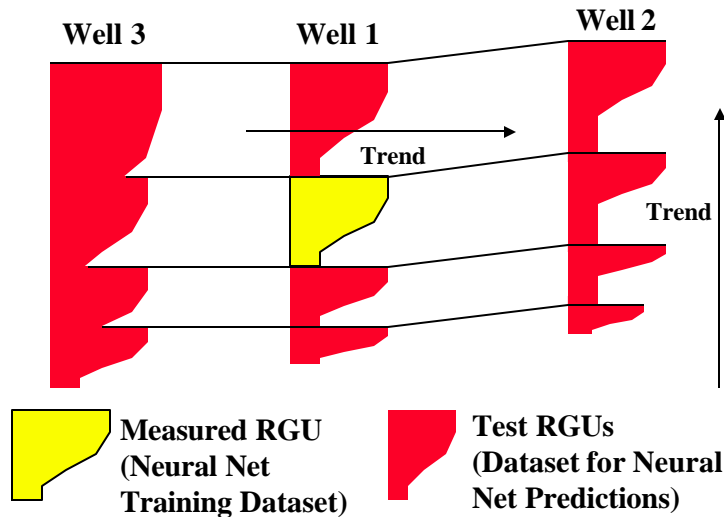 Well 3
Well 1
Well 2
Trend
Trend
Measured RGU
(Neural Net
Training Dataset)
Test RGUs
(Dataset for Neural
Net Predictions)